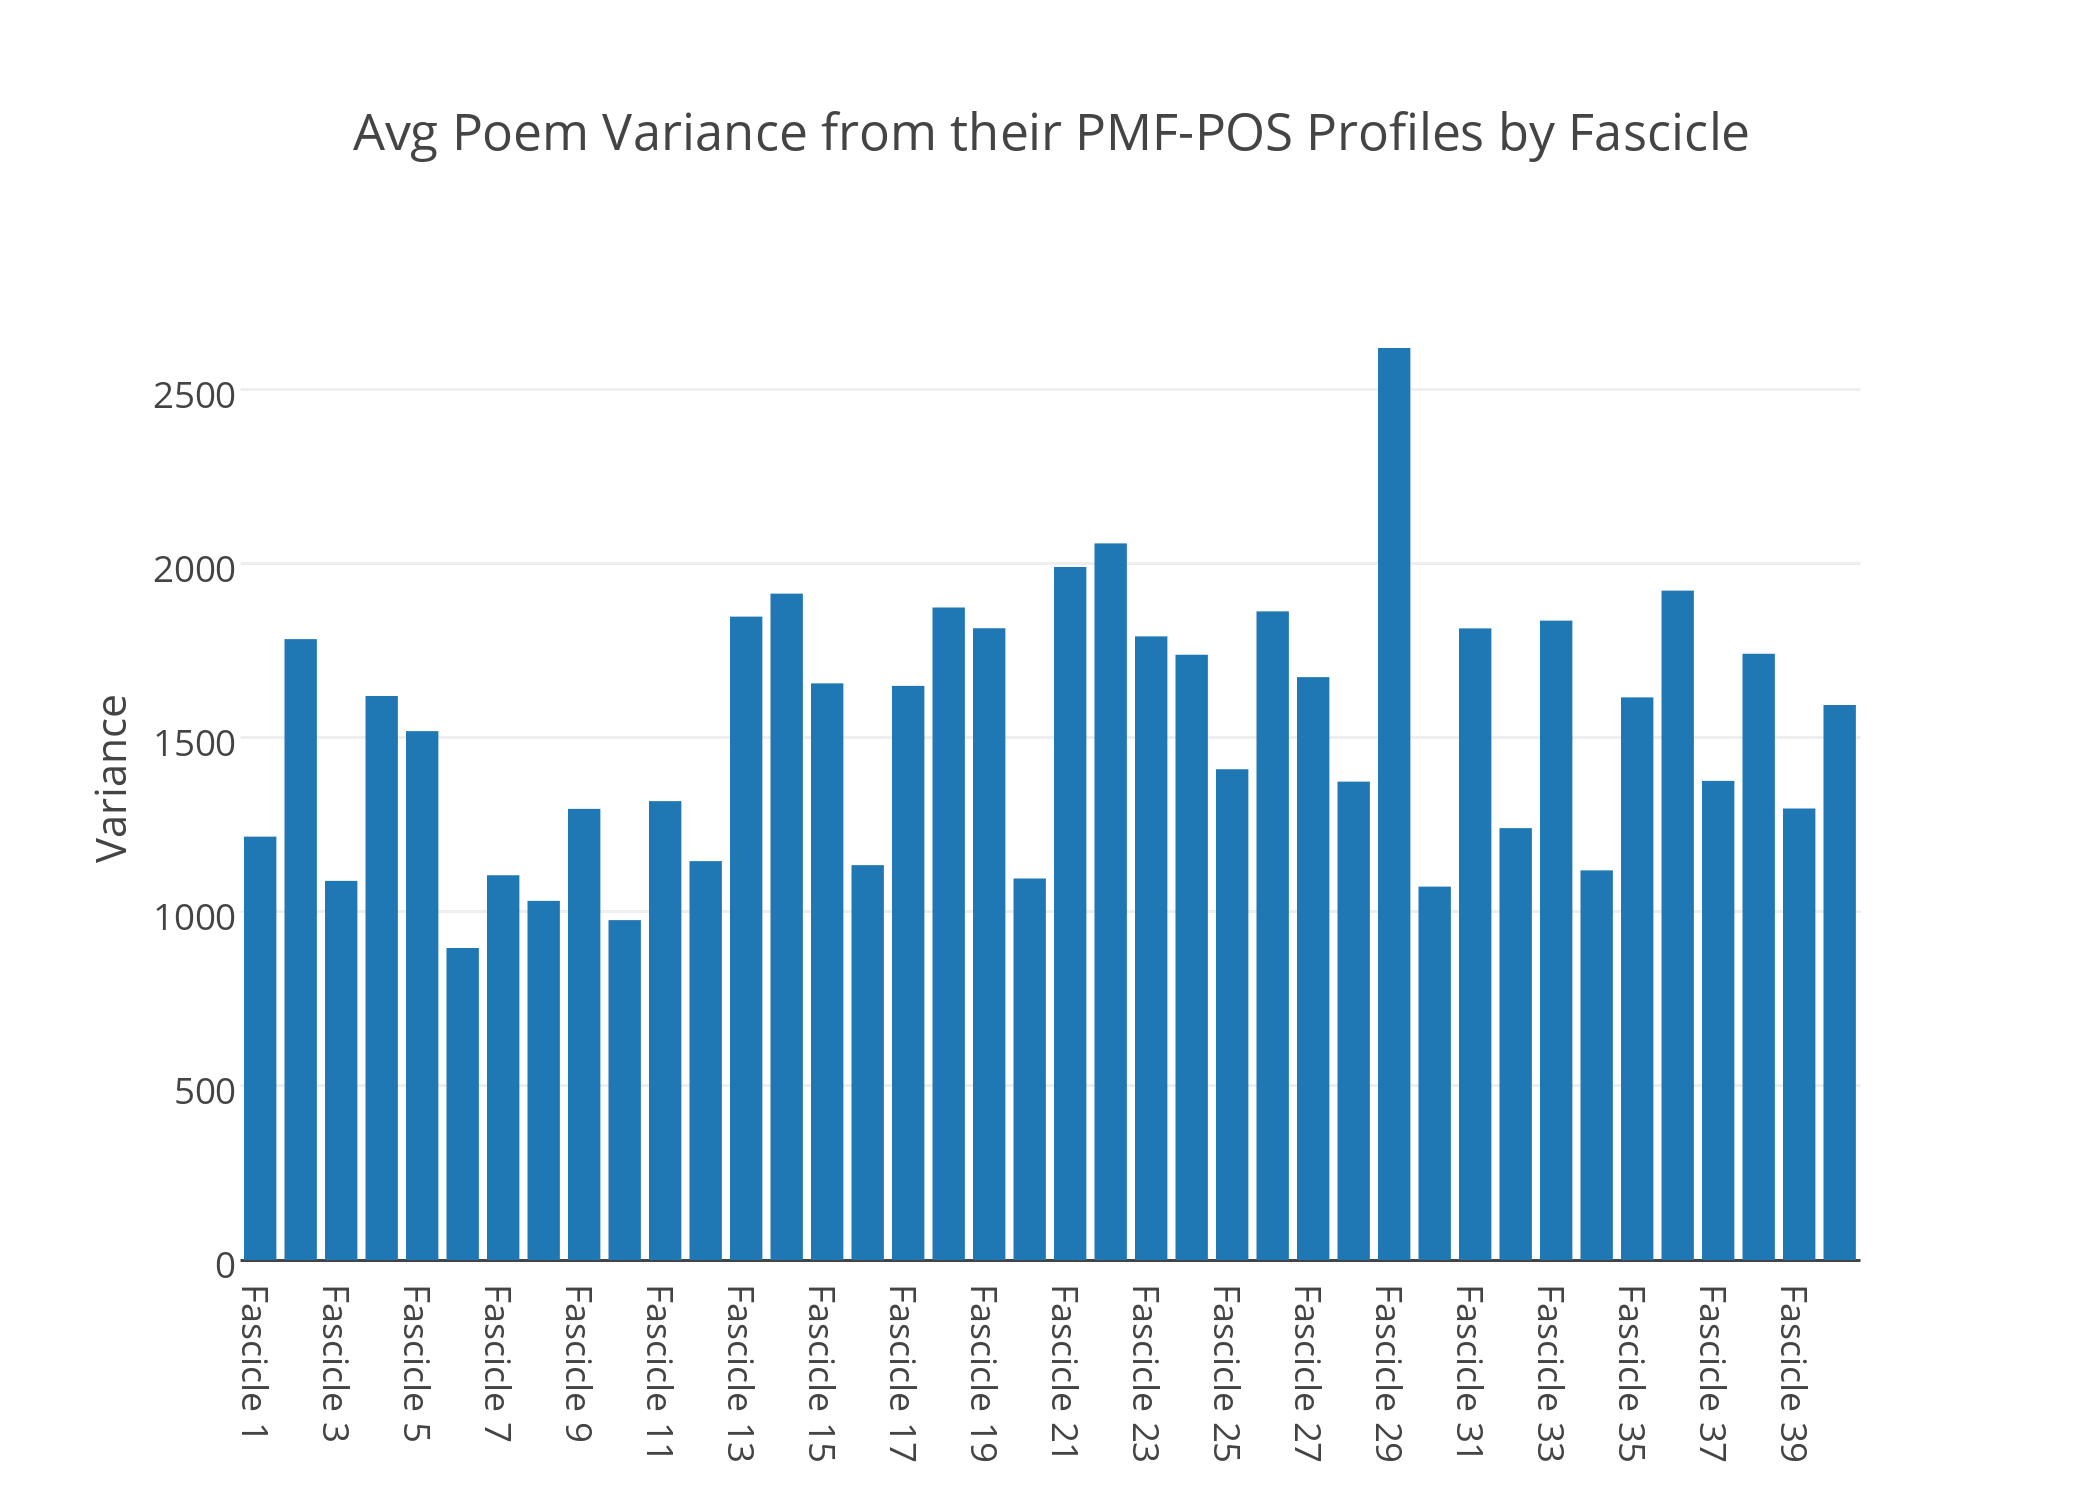 Avg Poem Variance from their PMF-POS Profiles by Fascicle
Variance
2500
2000
1500
1000
500
0
Fascicle 1
Fascicle 3
Fascicle 5
Fascicle 7
Fascicle 9
Fascicle 11
Fascicle 13
Fascicle 15
Fascicle 17
Fascicle 19
Fascicle 21
Fascicle 23
Fascicle 25
Fascicle 27
Fascicle 29
Fascicle 31
Fascicle 33
Fascicle 35
Fascicle 37
Fascicle 39